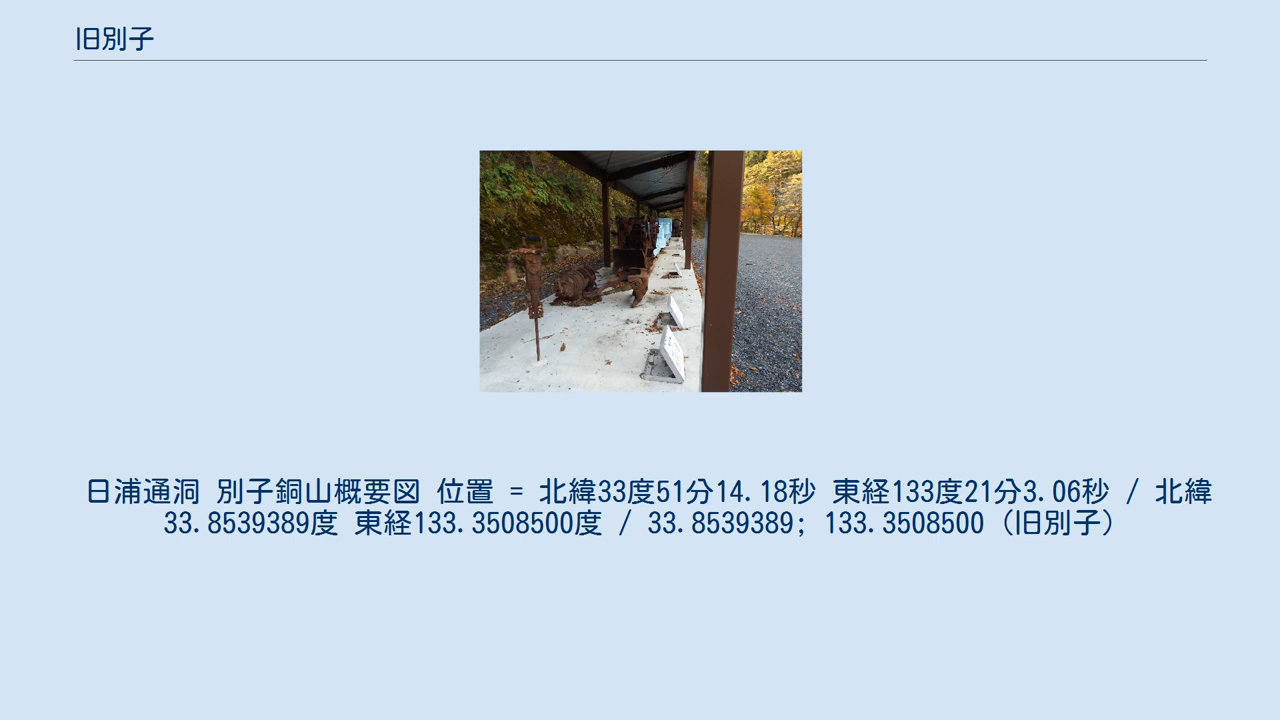 旧別子
日浦通洞 別子銅山概要図 位置 = 北緯33度51分14.18秒 東経133度21分3.06秒 / 北緯
33.8539389度 東経133.3508500度 / 33.8539389; 133.3508500（旧別子）